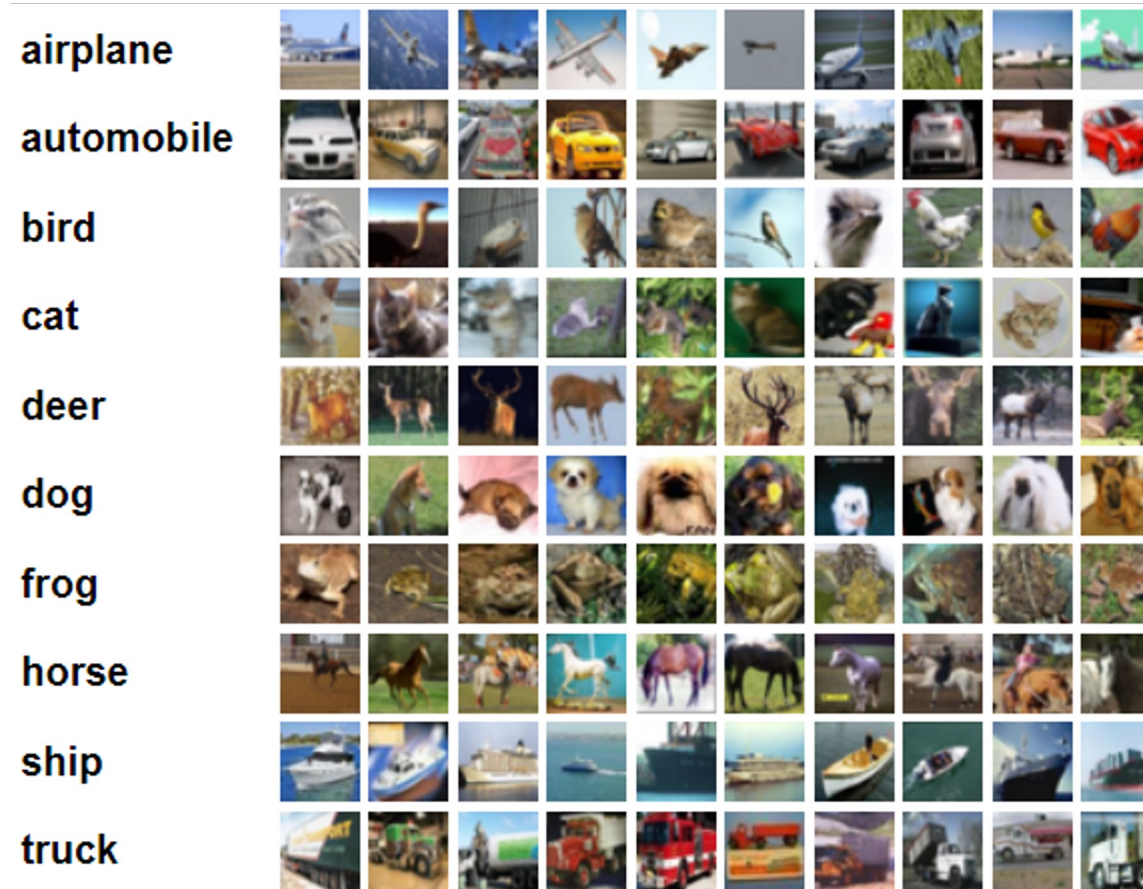 airplane
automobile
bird
cat
deer
dog
frog
horse
ship
truck